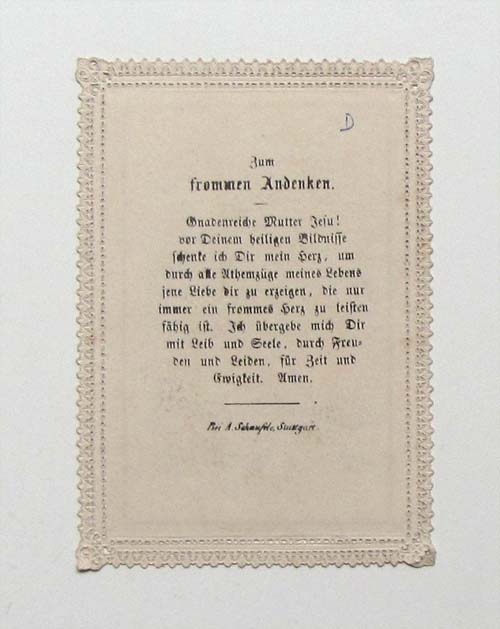 D
Zum
frommen Andenken.
Gnadenreiche Mutter Jesu!
vor Deinem heiligen Bildnisse
schenke ich Dir mein Herz, um
durch alle Athemzüge meines Lebens
jene Liebe dir zu erzeigen, die nur
immer ein frommes Herz zu leisten
fähig ist. Ich übergebe mich Dir
mit Leib und Seele, durch Freu-
den und Leiden, für Zeit und
Ewigkeit. Amen.
Bei A. Schaufele, Stuttgart.